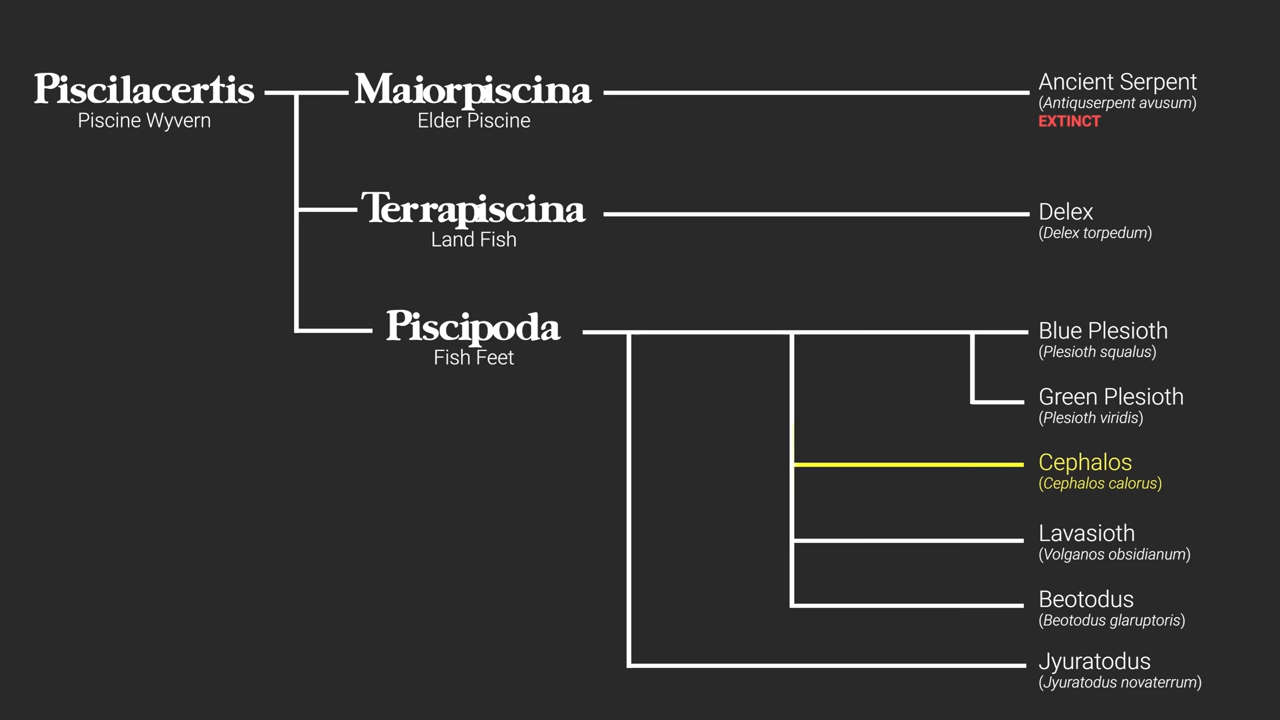 Piscilacertis
Piscine Wyvern
Maiorpiscina
Elder Piscine
Ancient Serpent
(Antiquserpent avusum)
EXTINCT
Terrapiscina
Land Fish
Delex
(Delex torpedum)
Piscipoda
Fish Feet
Blue Plesioth
(Plesioth squalus)
Green Plesioth
(Plesioth viridis)
Cephalos
(Cephalos calorus)
Lavasioth
(Volganos obsidianum)
Beotodus
(Beotodus glaruptoris)
Jyuratodus
(Jyuratodus novaterrum)